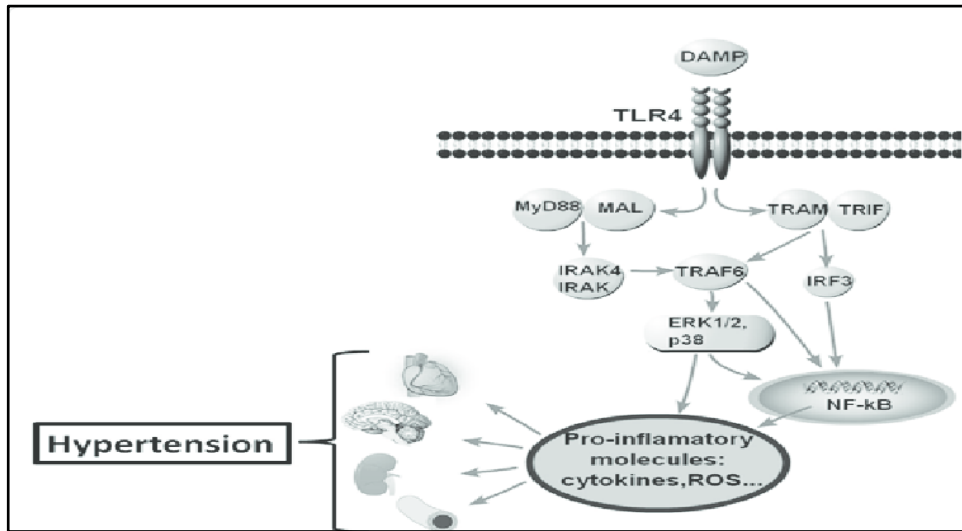 DAMP
TLR4
MyD88 MAL
TRAM TRIF
IRAK4
IRAK
TRAF6
IRF3
ERK1/2,
p38
NF-kB
Hypertension
Pro-inflamatory
molecules:
cytokines,ROS...